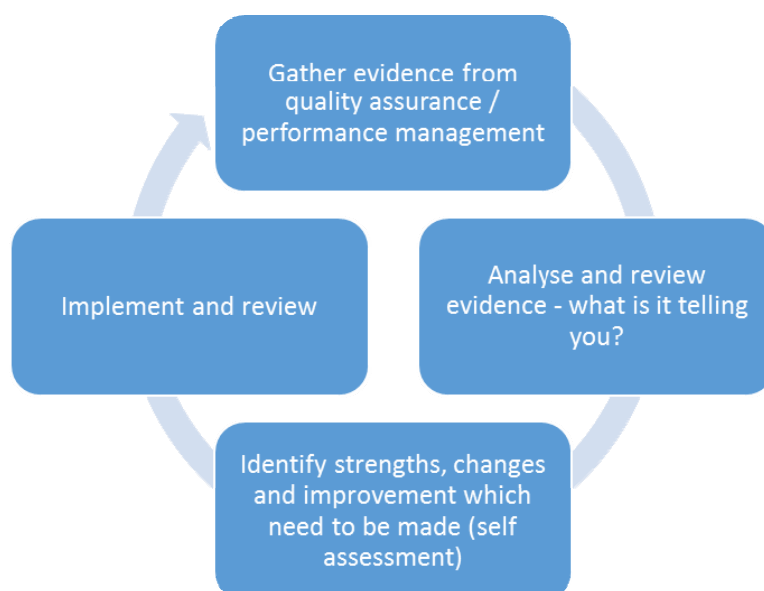 Gather evidence from
quality assurance /
performance management
Analyse and review
evidence - what is it telling
you?
Identify strengths, changes
and improvement which
need to be made (self
assessment)
Implement and review